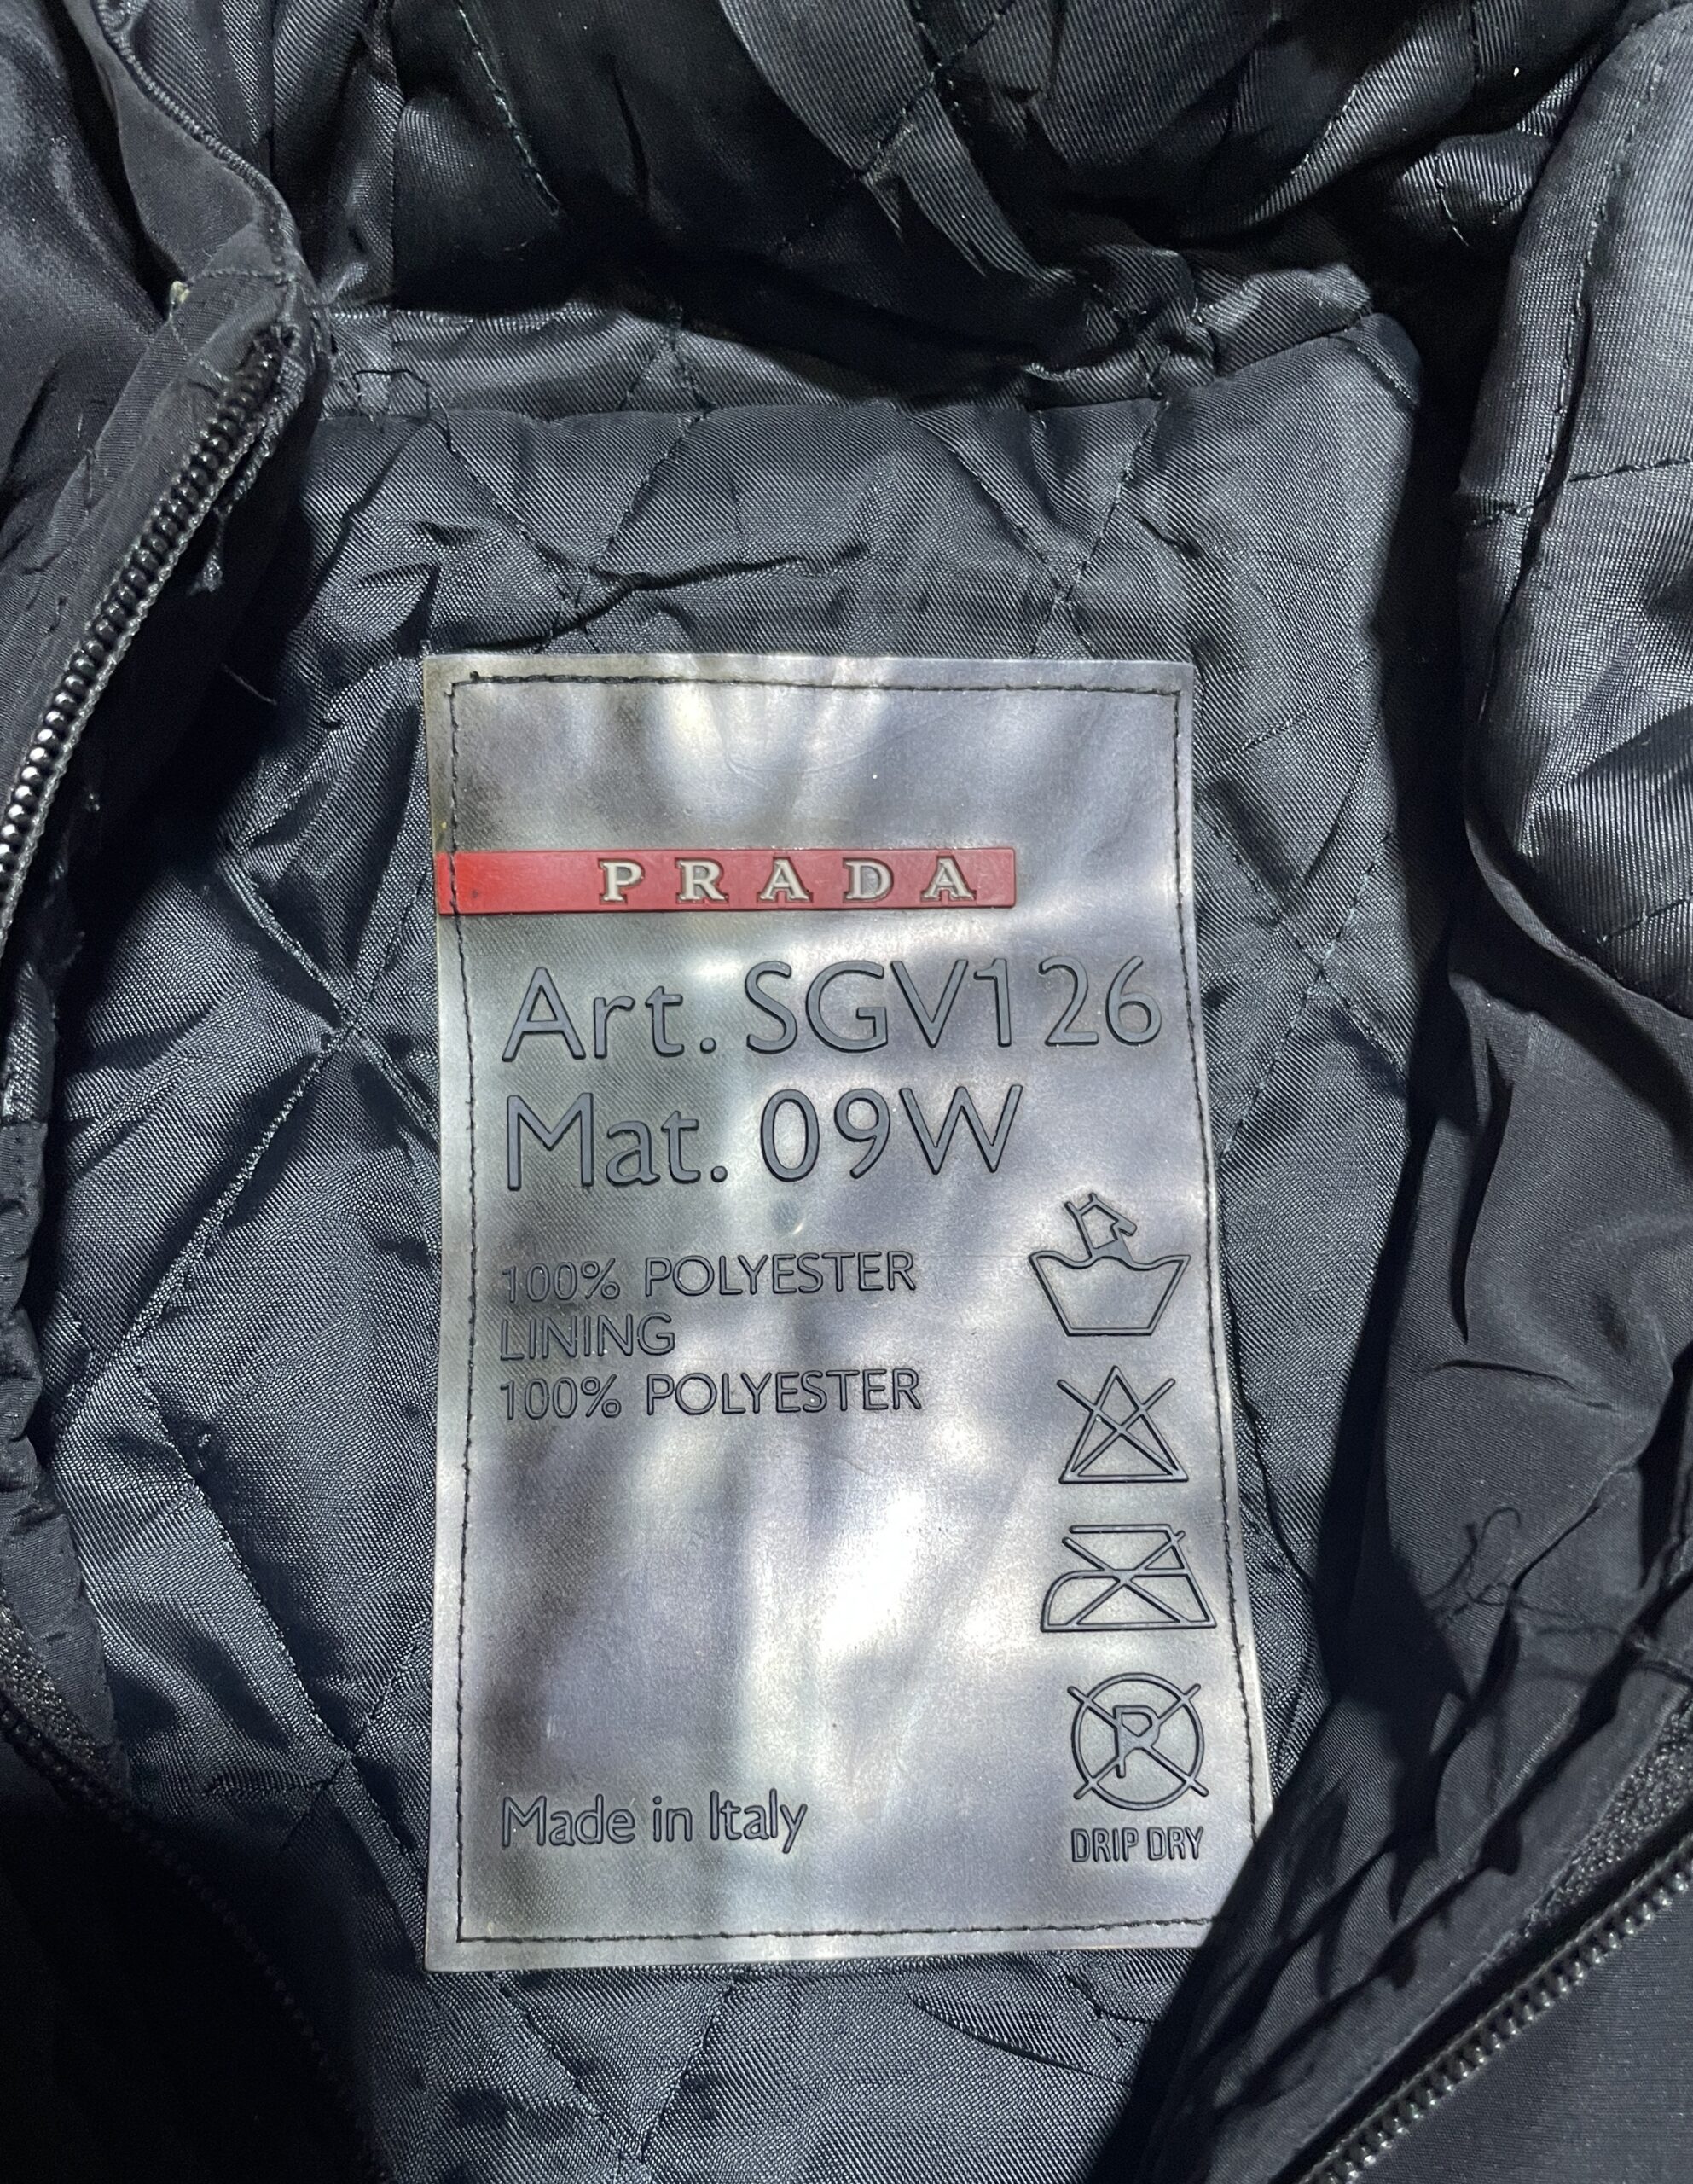 PRADA
Art. SGV126
Mat. 09W
100% POLYESTER
LINING
100% POLYESTER
P
Made in Italy
DRIP DRY